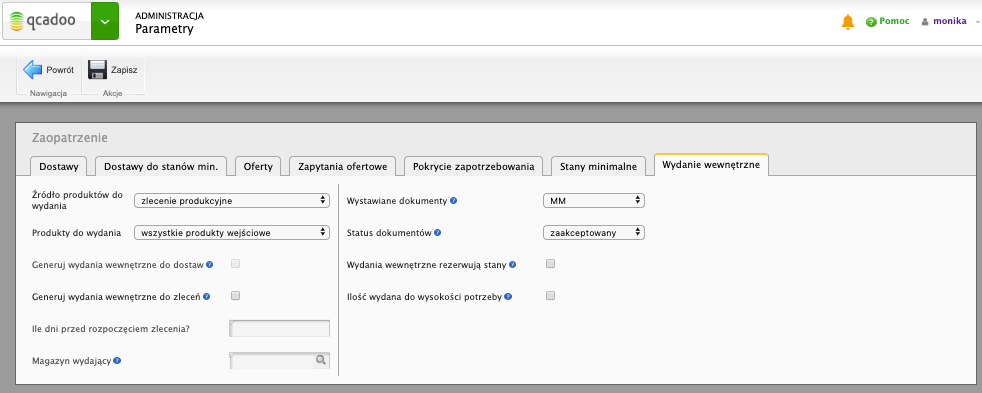 qcadoo
ADMINISTRACJA
Parametry
Pomoc
monika
Powrót
Zapisz
Nawigacja
Akcje
Zaopatrzenie
Dostawy
Dostawy do stanów min.
Oferty
Zapytania ofertowe
Pokrycie zapotrzebowania
Stany minimalne
Wydanie wewnętrzne
Źródło produktów do
wydania
zlecenie produkcyjne
Produkty do wydania
wszystkie produkty wejściowe
Generuj wydania wewnętrzne do dostaw
Generuj wydania wewnętrzne do zleceń
Ile dni przed rozpoczęciem zlecenia?
Magazyn wydający
Wystawiane dokumenty
MM
Status dokumentów
zaakceptowany
Wydania wewnętrzne rezerwują stany
Ilość wydana do wysokości potrzeby